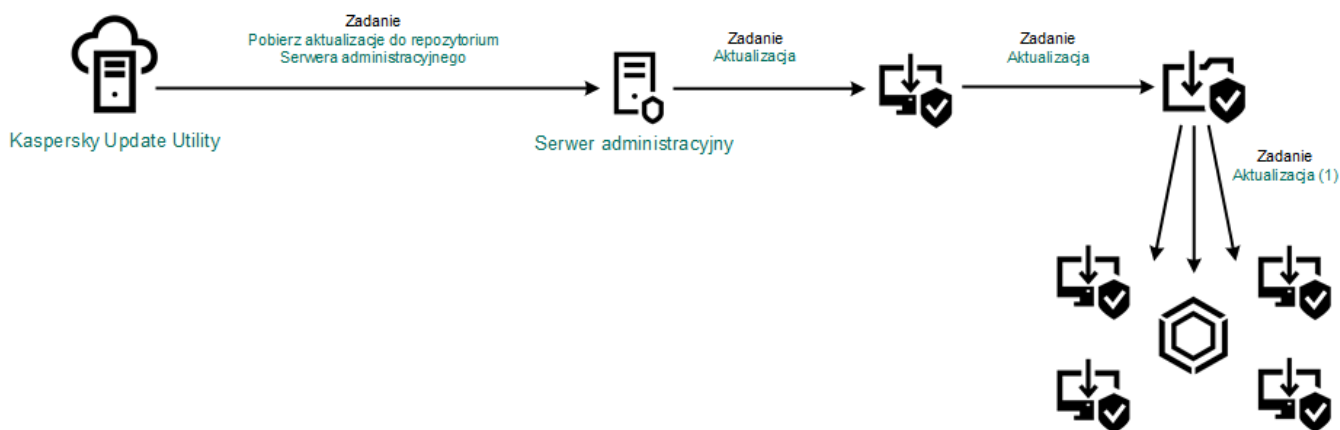 Zadanie
Pobierz aktualizacje do repozytorium
Serwera administracyjnego
Zadanie
Aktualizacja
Zadanie
Aktualizacja
Kaspersky Update Utility
Serwer administracyjny
Zadanie
Aktualizacja (1)